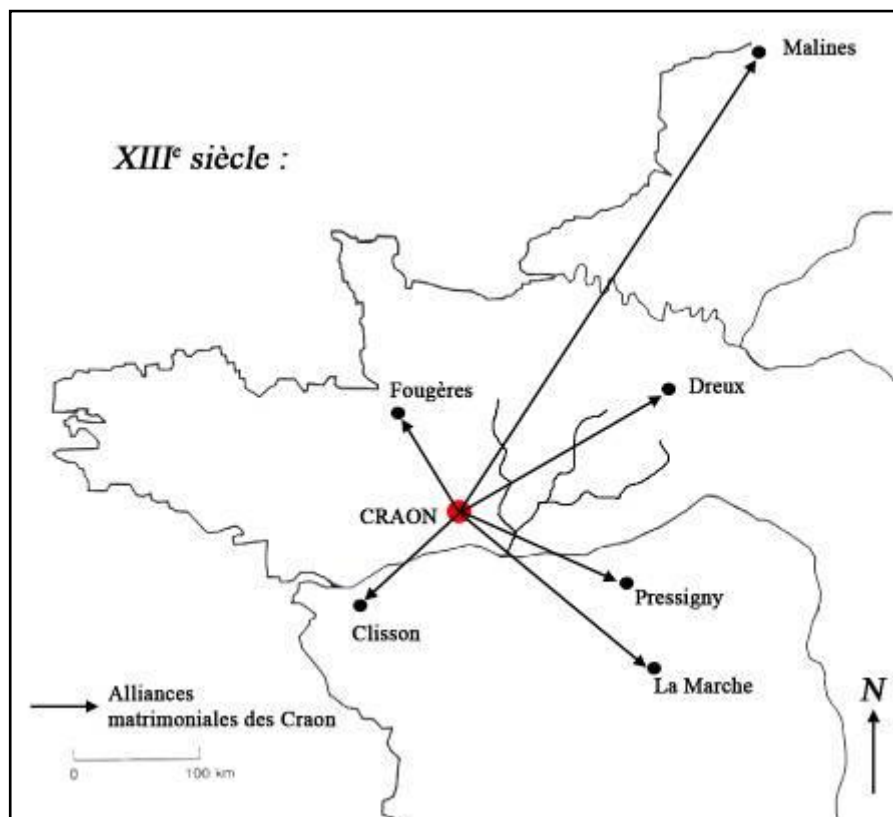 Malines
XIIIe siècle :
Fougères
Dreux
CRAON
Pressigny
Clisson
La Marche
Alliances
matrimoniales des Craon
N
0 100 km